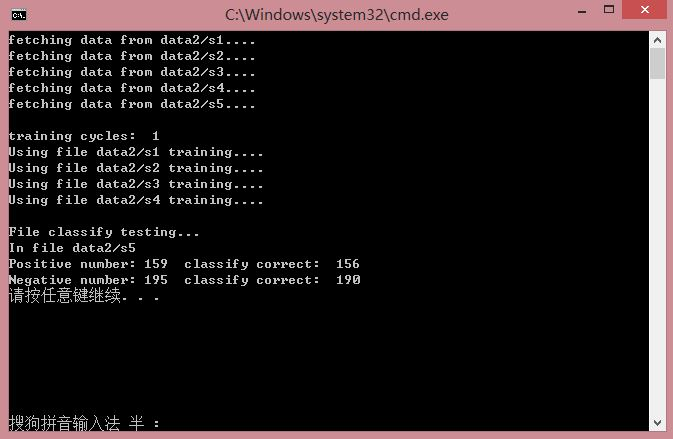 C:\Windows\system32\cmd.exe
fetching data from data2/s1....
fetching data from data2/s2....
fetching data from data2/s3....
fetching data from data2/s4....
fetching data from data2/s5....
training cycles:  1
Using file data2/s1 training....
Using file data2/s2 training....
Using file data2/s3 training....
Using file data2/s4 training....
File classify testing...
In file data2/s5
Positive number: 159  classify correct:  156
Negative number: 195  classify correct:  190
请按任意键继续. . .
搜狗拼音输入法 半 :